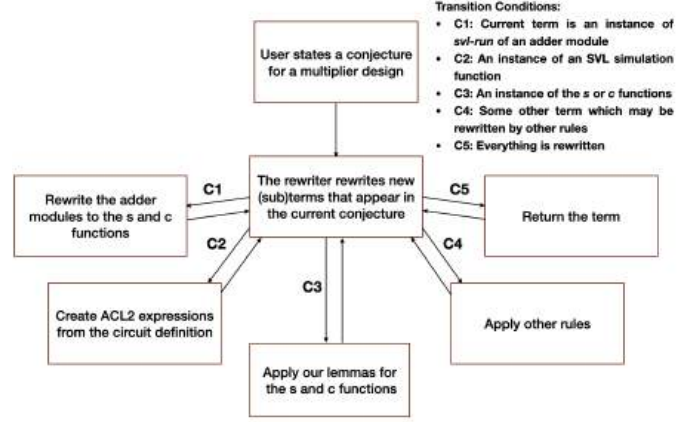 Transition Conditions:
• C1: Current term is an instance of
svl-run of an adder module
• C2: An instance of an SVL simulation
function
• C3: An instance of the s or c functions
• C4: Some other term which may be
rewritten by other rules
• C5: Everything is rewritten
User states a conjecture
for a multiplier design
The rewriter rewrites new
(sub)terms that appear in
the current conjecture
C1
Rewrite the adder
modules to the s and c
functions
C5
Return the term
C2
Create ACL2 expressions
from the circuit definition
C3
Apply our lemmas for
the s and c functions
C4
Apply other rules